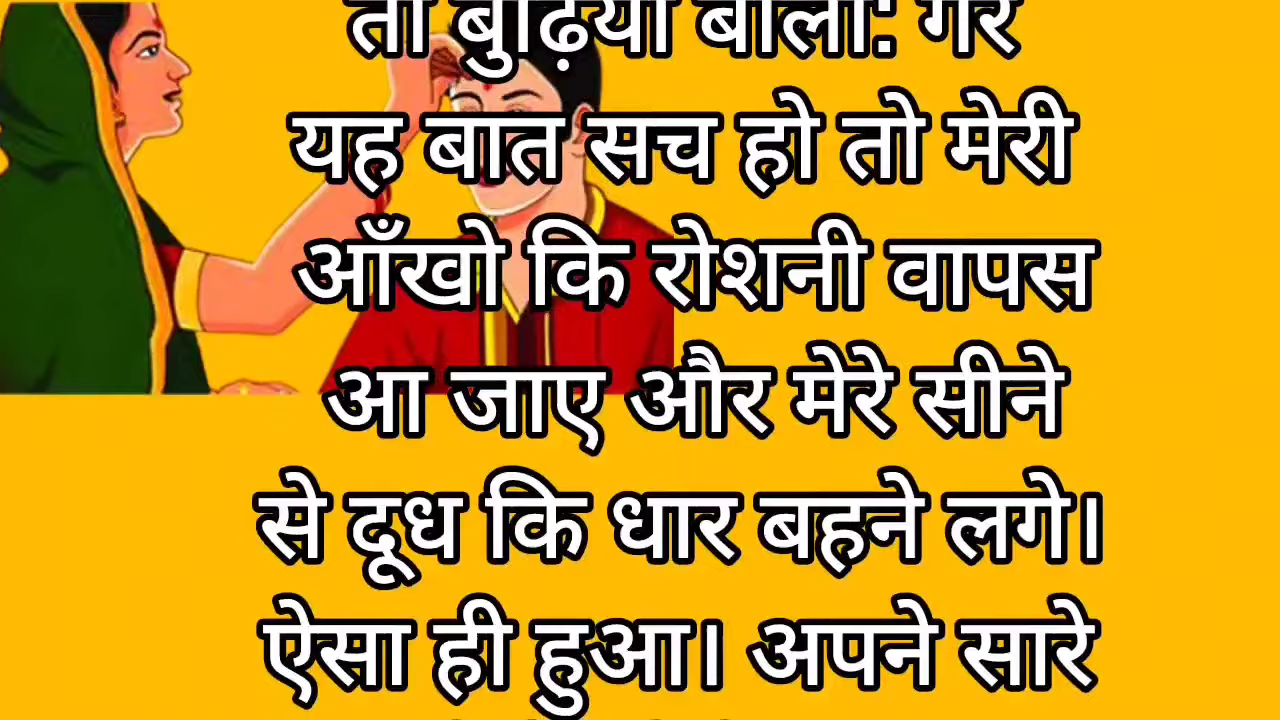 तो बुढ़िया बोली: गर
यह बात सच हो तो मेरी
आँखो कि रोशनी वापस
आ जाए और मेरे सीने
से दूध कि धार बहने लगे।
ऐसा ही हुआ। अपने सारे